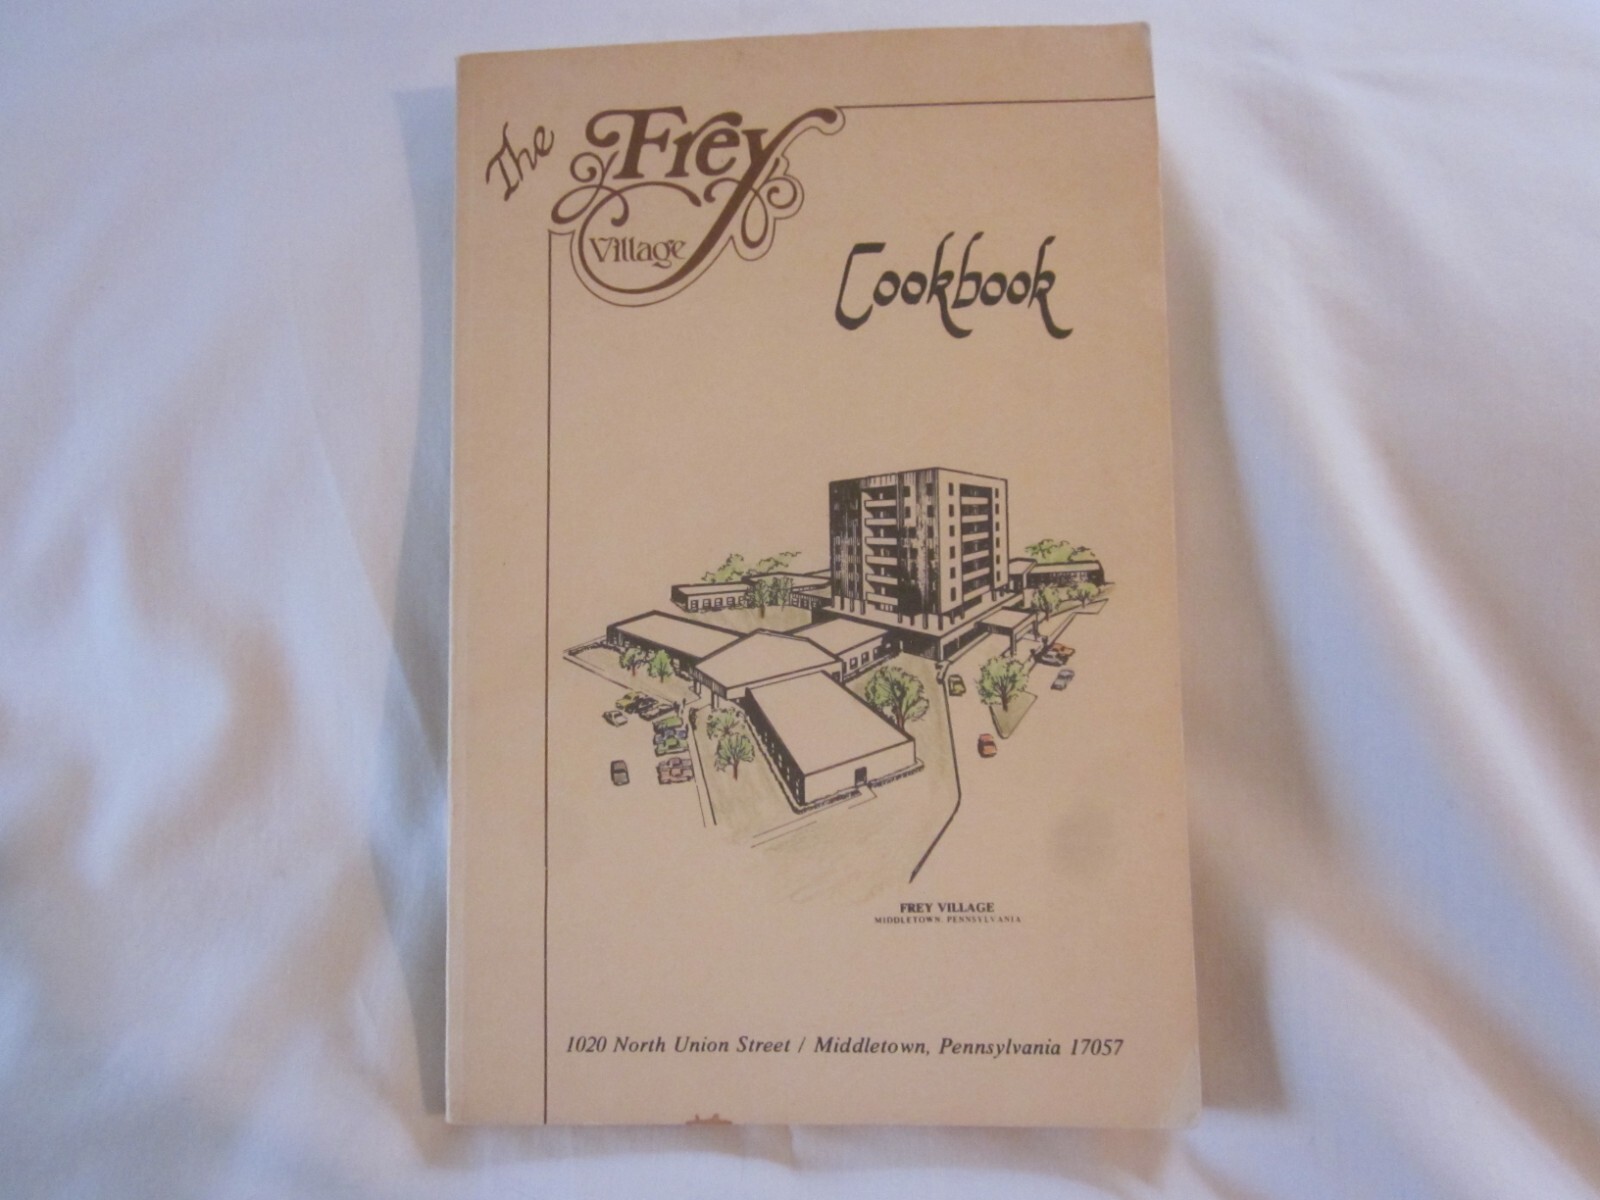 The Frey
Village
Cookbook
FREY VILLAGE
MIDDLETOWN, PENNSYLVANIA
1020 North Union Street / Middletown, Pennsylvania 17057